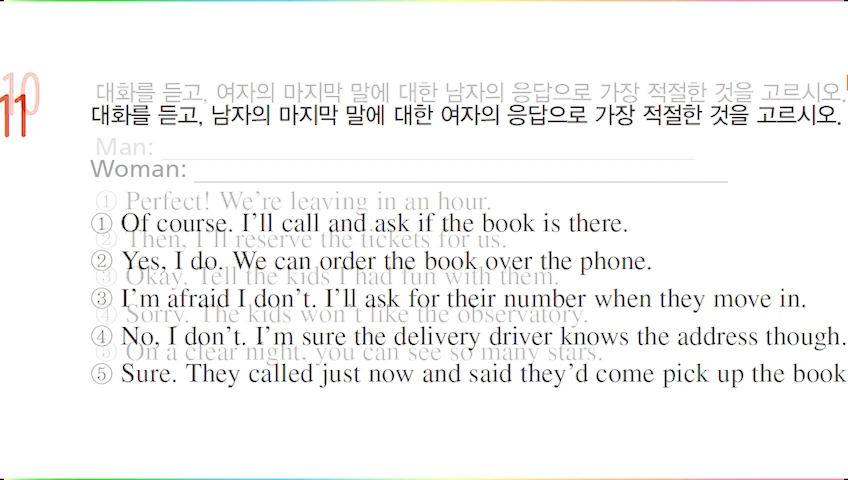 10
대화를 듣고, 여자의 마지막 말에 대한 남자의 응답으로 가장 적절한 것을 고르시오.
11
대화를 듣고, 남자의 마지막 말에 대한 여자의 응답으로 가장 적절한 것을 고르시오.
Man:
Woman:
① Perfect! We're leaving in an hour.
① Of course. I'll call and ask if the book is there.
② Then, I'll reserve the tickets for us.
② Yes, I do. We can order the book over the phone.
③ Okay. Tell the kids I had fun with them.
③ I'm afraid I don't. I'll ask for their number when they move in.
④ Sorry. The kids won't like the observatory.
④ No, I don't. I'm sure the delivery driver knows the address though.
⑤ On a clear night, you can see so many stars.
⑤ Sure. They called just now and said they'd come pick up the book